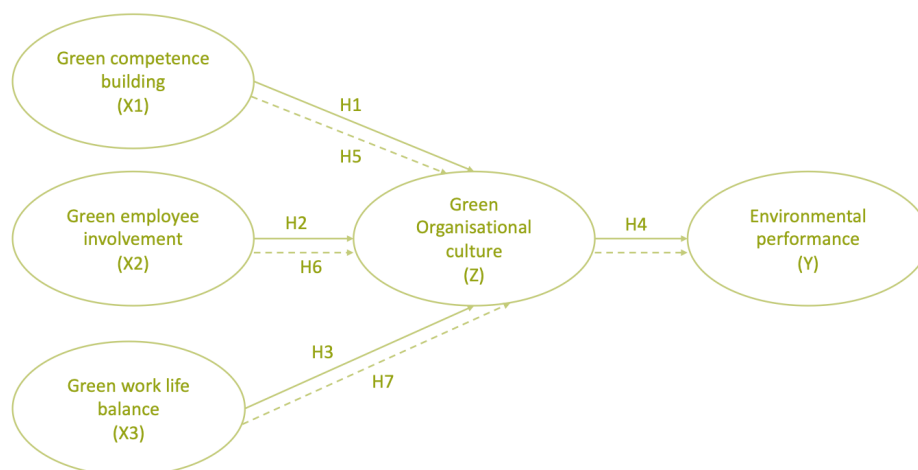 Green competence
building
(X1)
H1
H5
Green employee
involvement
(X2)
H2
H6
Green
Organisational
culture
(Z)
H4
Environmental
performance
(Y)
H3
H7
Green work life
balance
(X3)